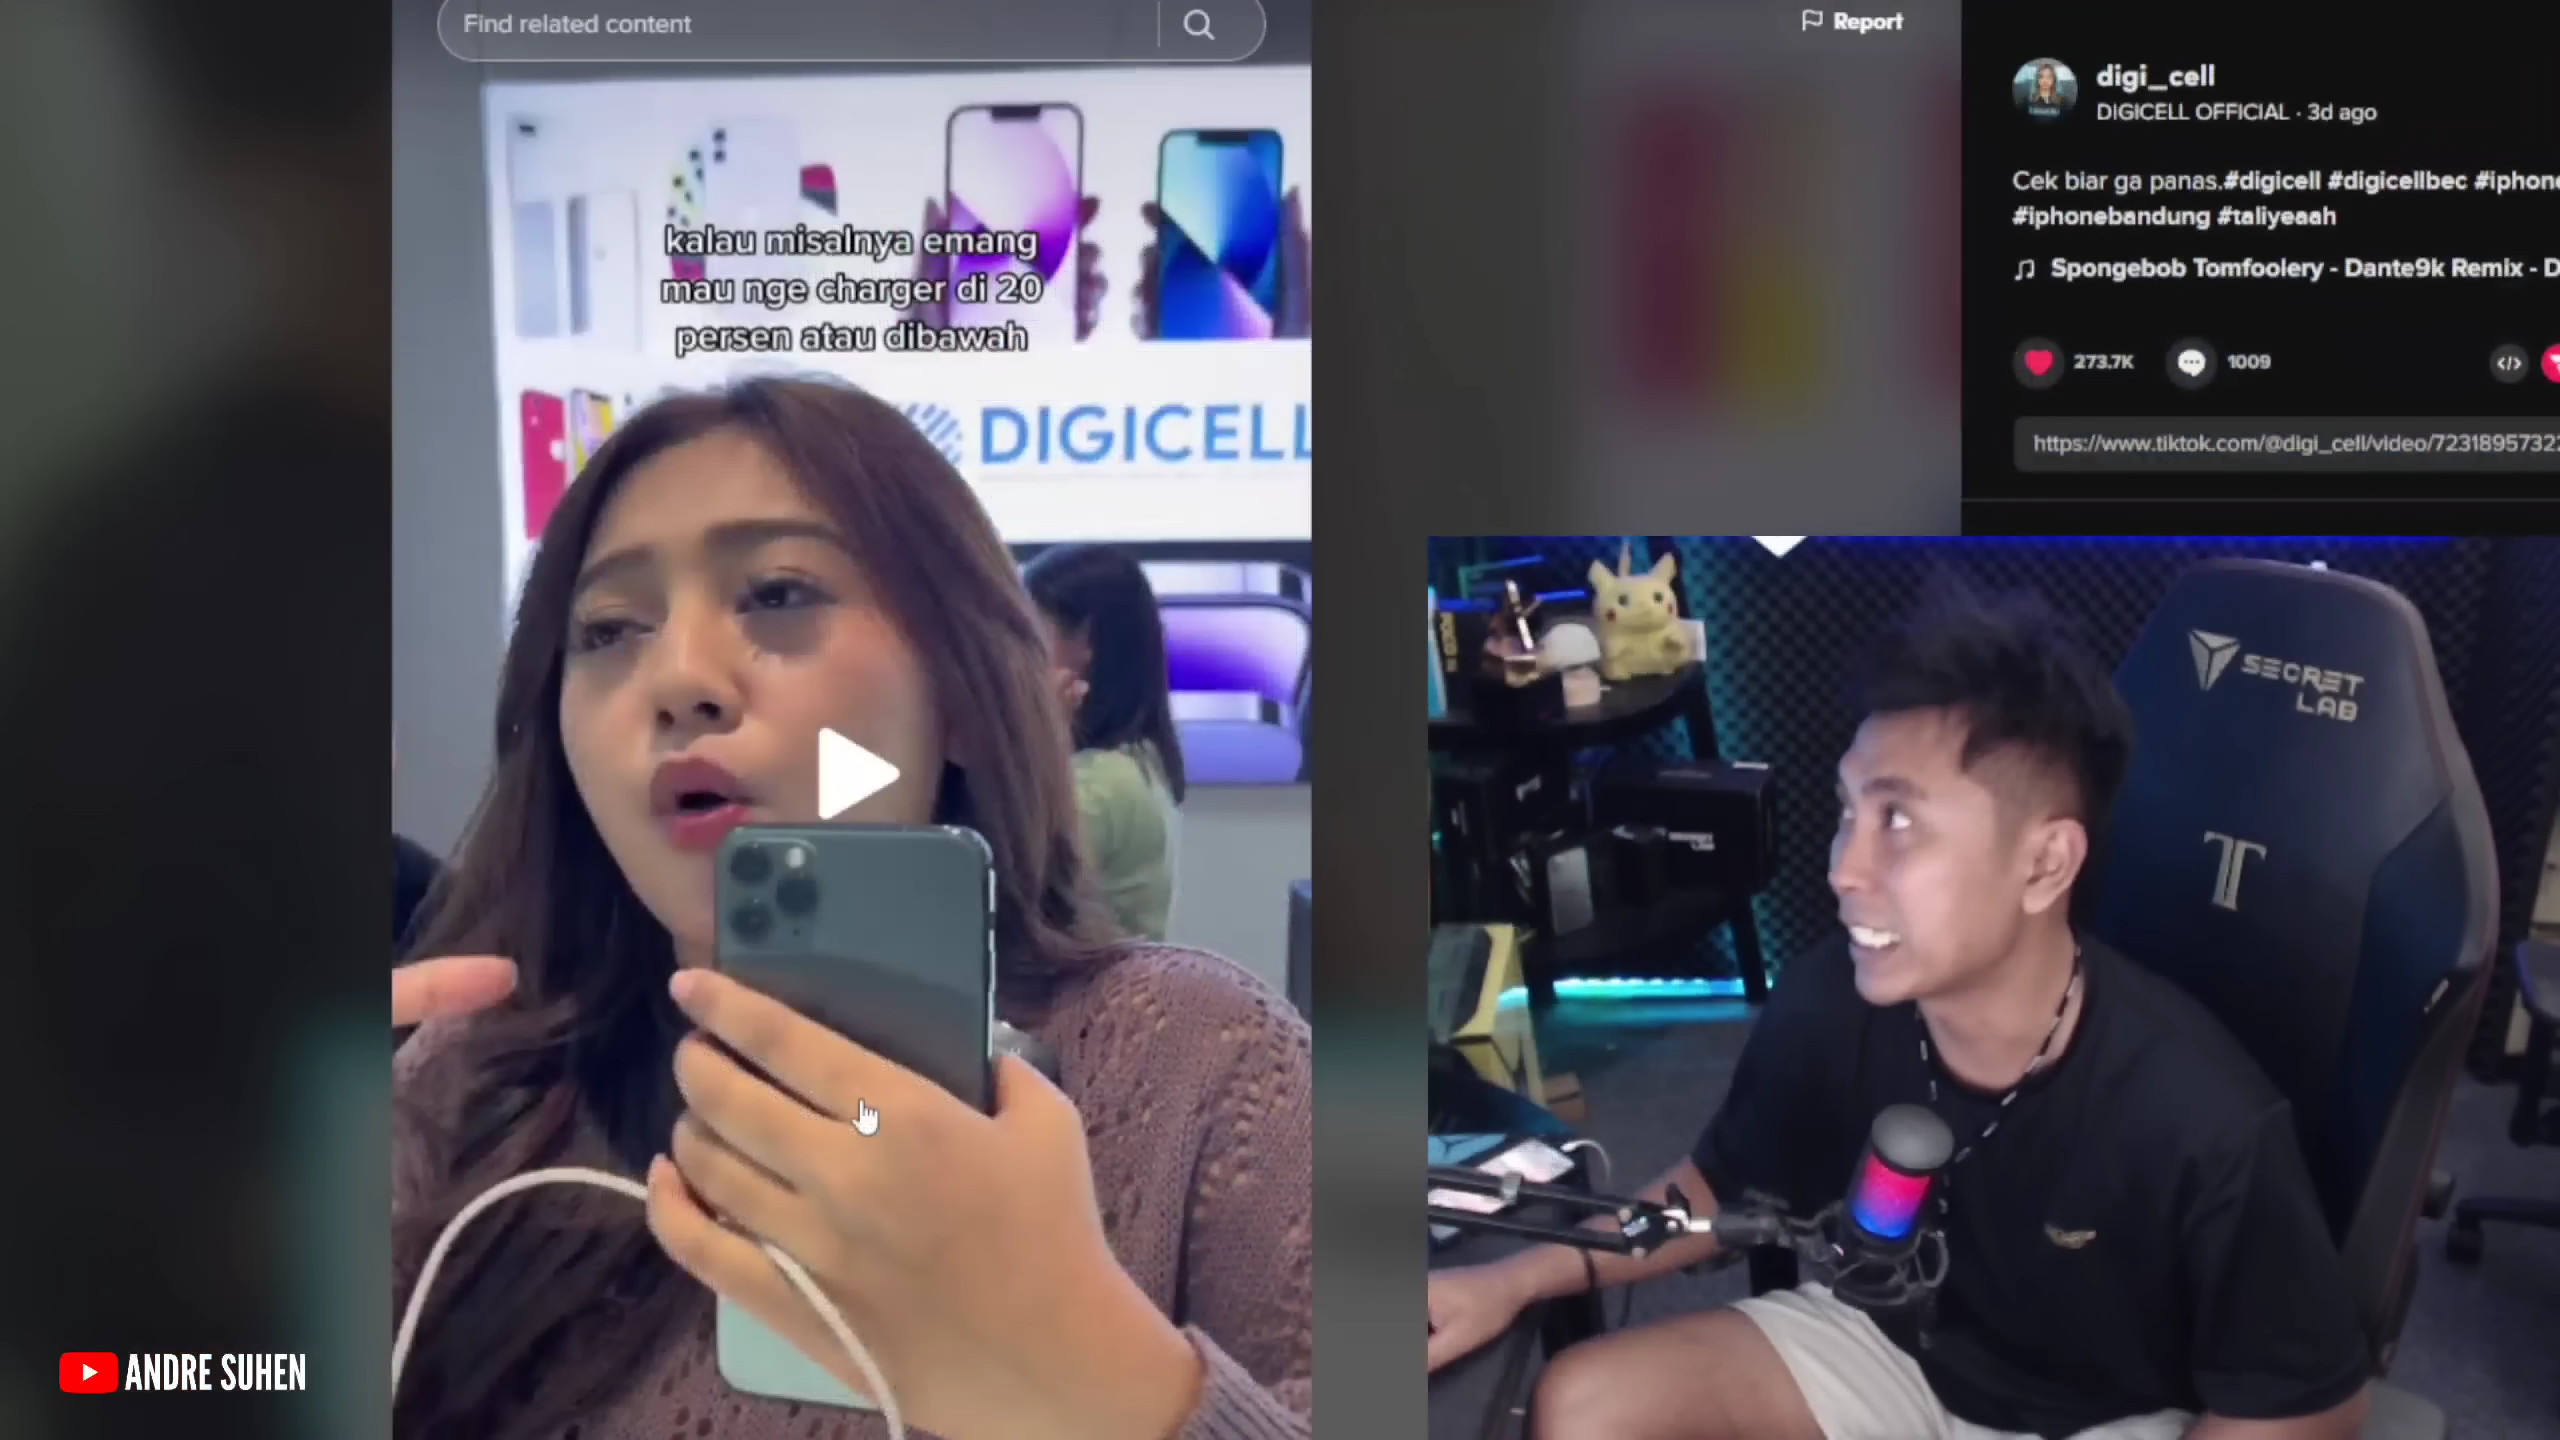 Find related content
Report
digi_cell
DIGICELL OFFICIAL · 3d ago
Cek biar ga panas.#digicell #digicellbec #iphone
#iphonebandung #taliyeaah
Spongebob Tomfoolery - Dante9k Remix - D
273.7K
1009
https://www.tiktok.com/@digi_cell/video/72318957322
kalau misalnya emang
mau nge charger di 20
persen atau dibawah
DIGICELL
SECRET
LAB
ANDRE SUHEN